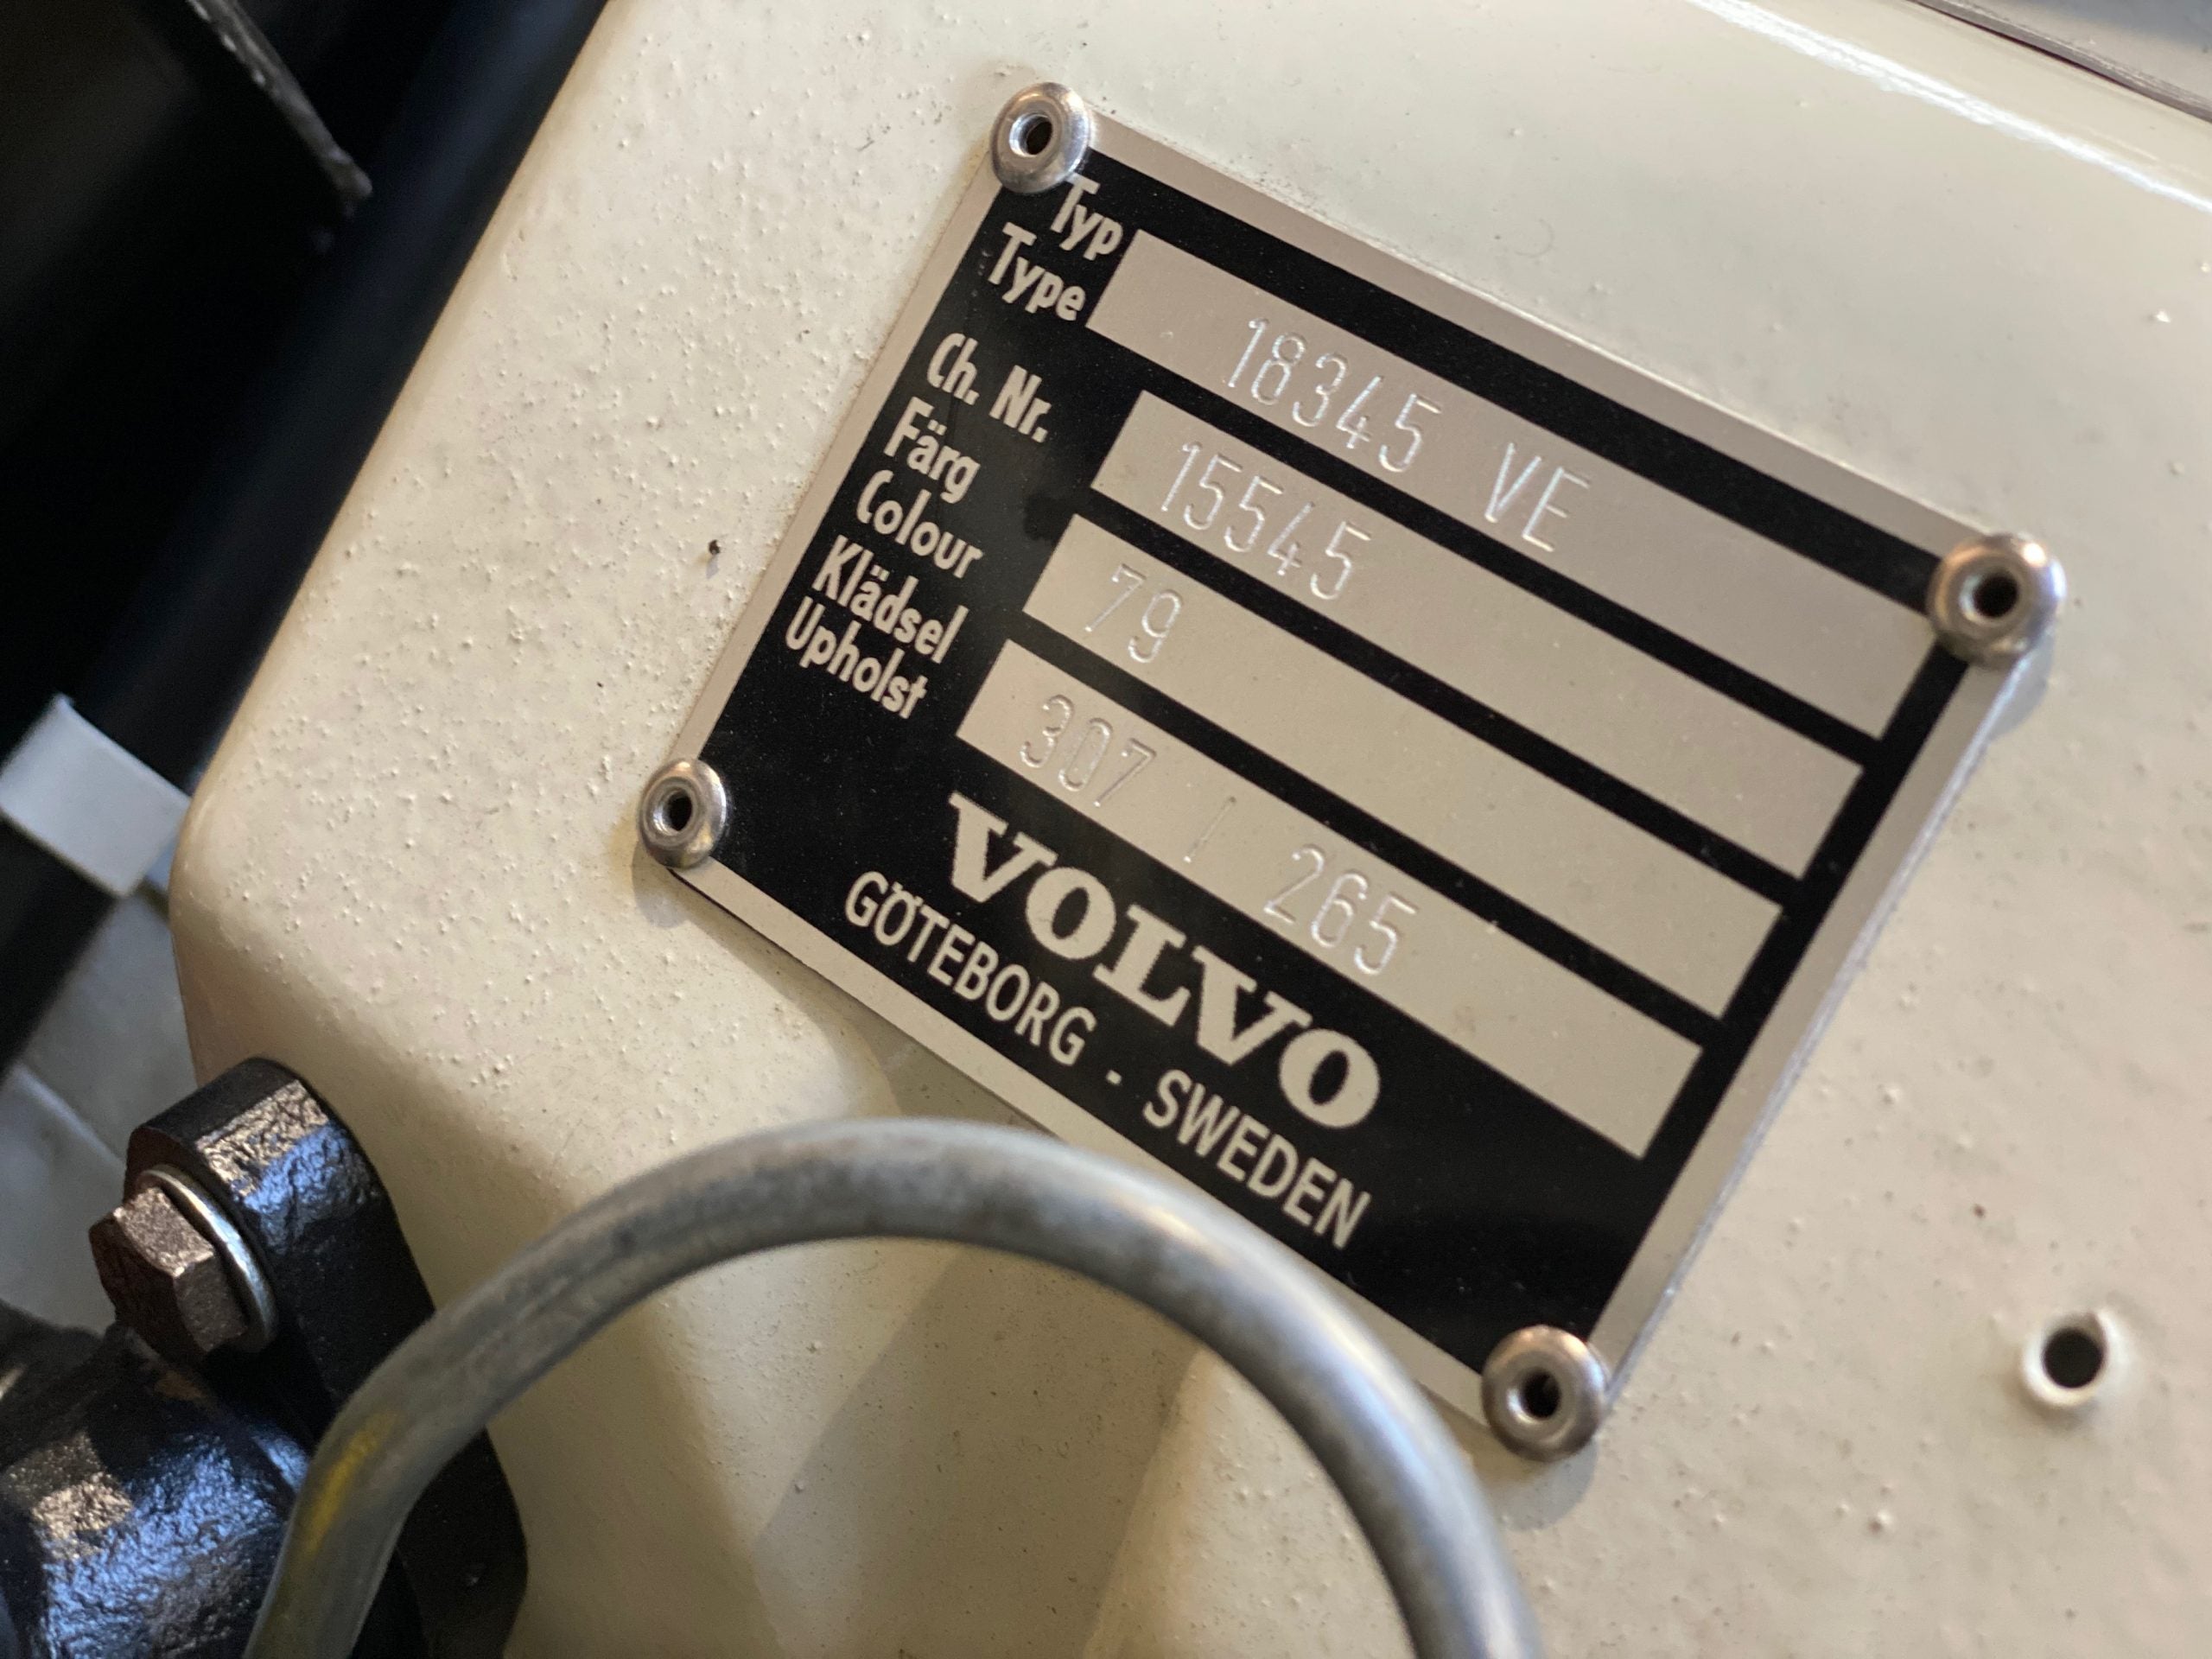 Typ
Type 18345 VE
Ch. Nr. 15545
Färg
Colour 79
Klädsel
Upholst 307 / 265
VOLVO
GÖTEBORG . SWEDEN